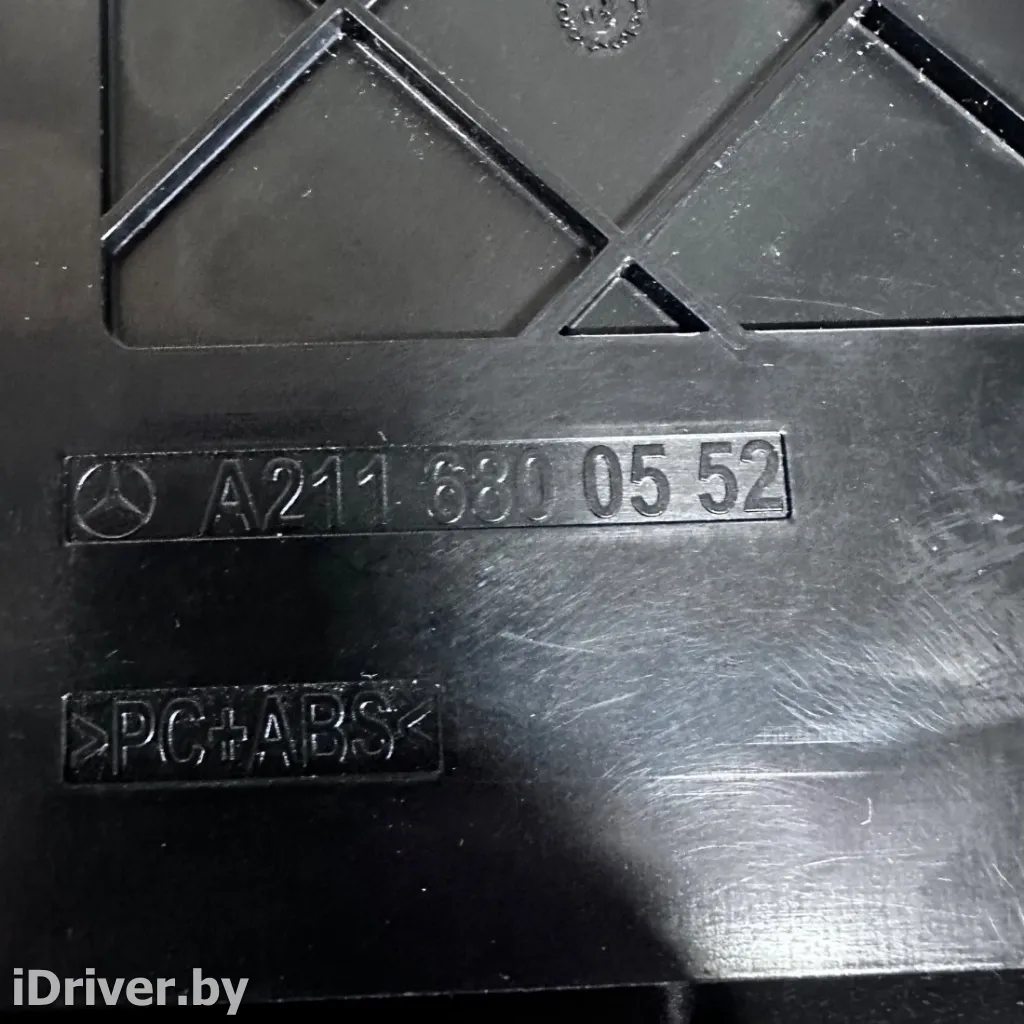 A211 680 05 52
>PC+ABS<
iDriver.by